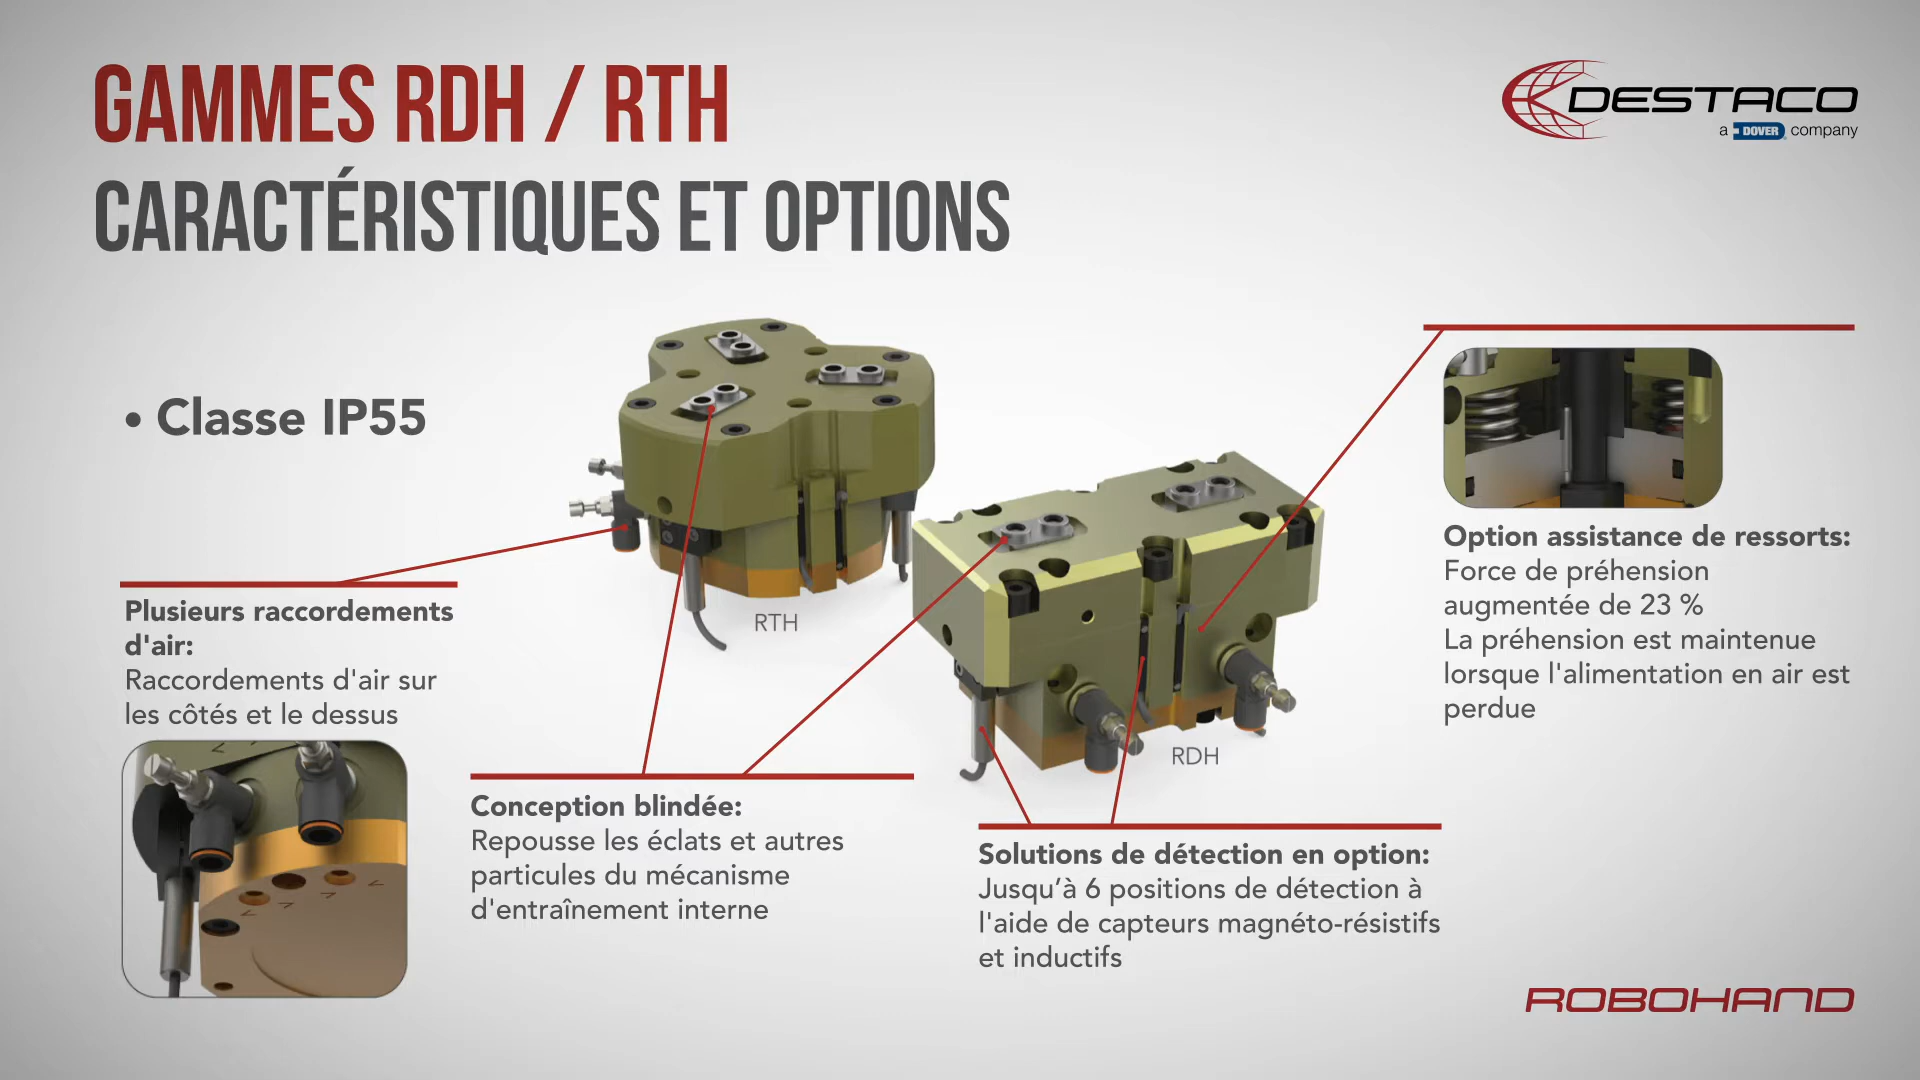 GAMMES RDH / RTH
CARACTÉRISTIQUES ET OPTIONS
DESTACO
a DOVER company
• Classe IP55
RTH
RDH
Plusieurs raccordements
d'air:
Raccordements d'air sur
les côtés et le dessus
Conception blindée:
Repousse les éclats et autres
particules du mécanisme
d'entraînement interne
Solutions de détection en option:
Jusqu’à 6 positions de détection à
l'aide de capteurs magnéto-résistifs
et inductifs
Option assistance de ressorts:
Force de préhension
augmentée de 23 %
La préhension est maintenue
lorsque l'alimentation en air est
perdue
ROBOHAND